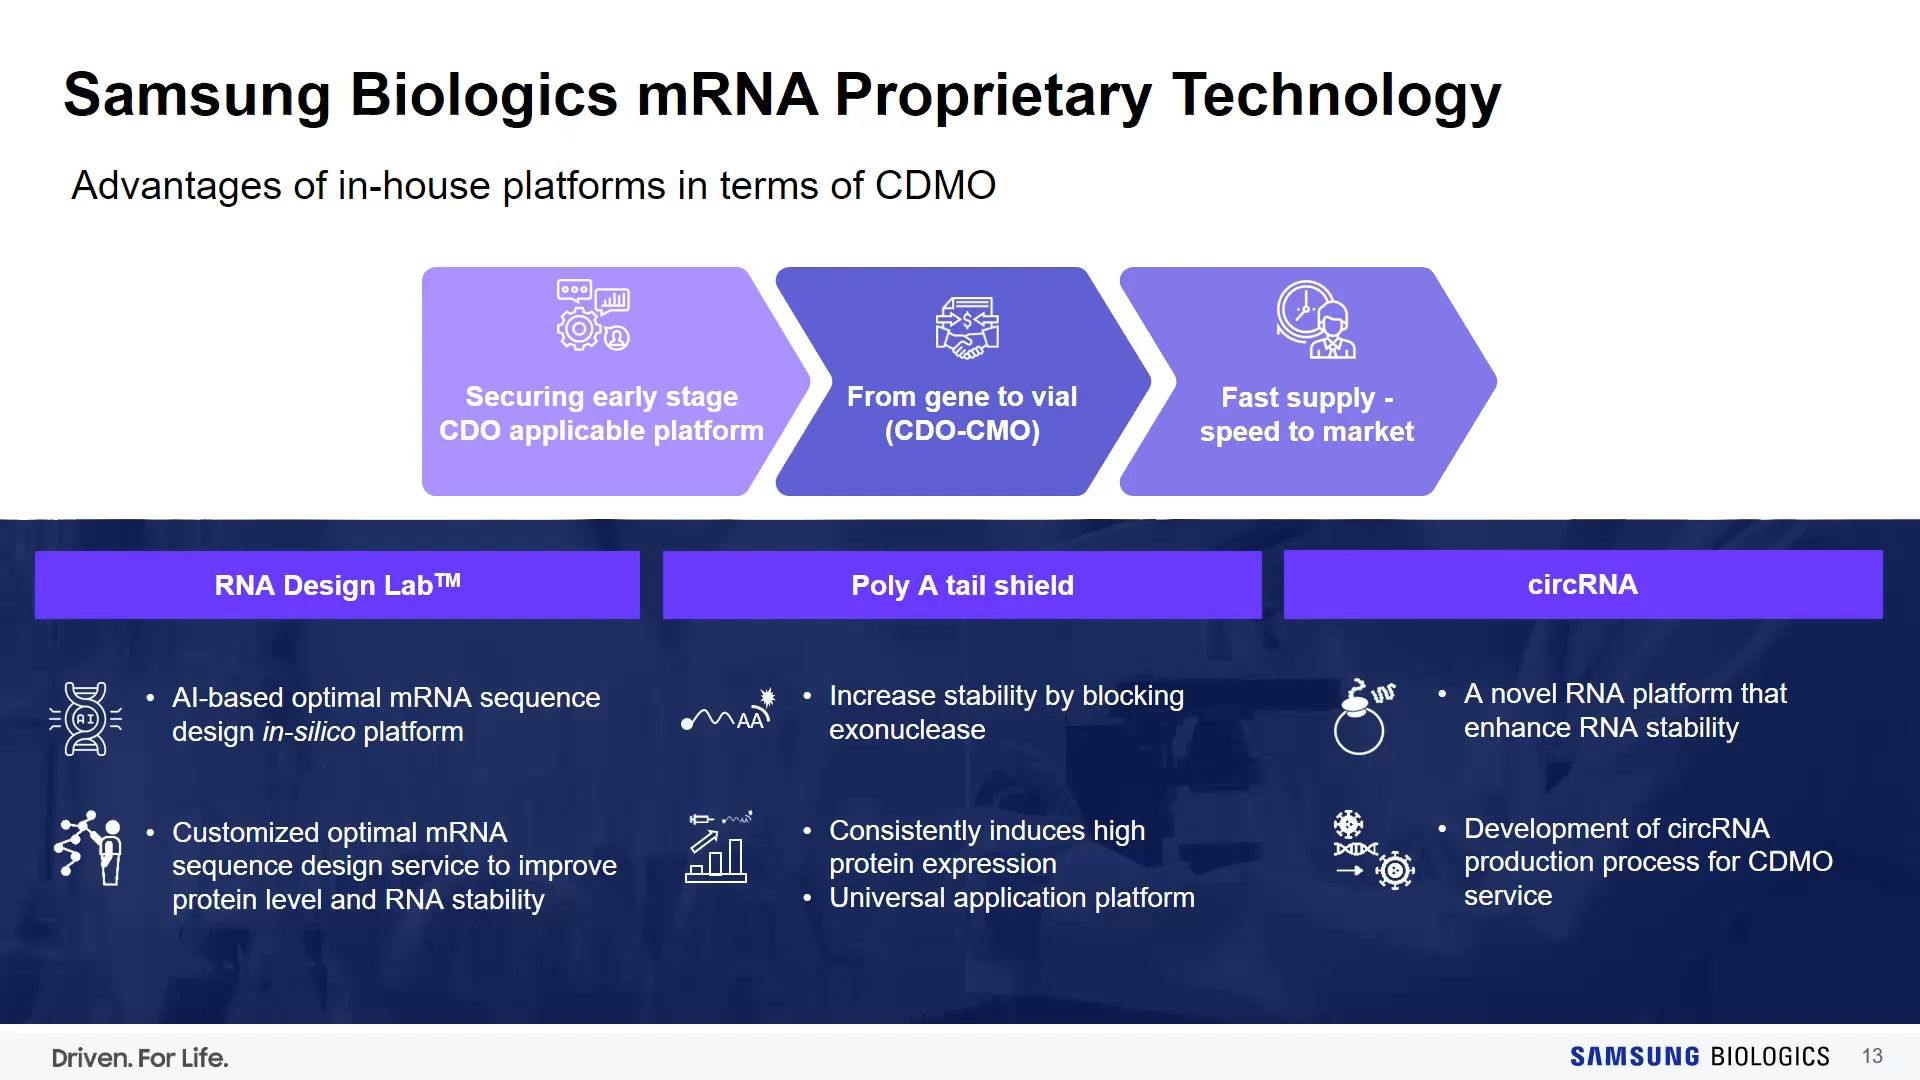 Samsung Biologics mRNA Proprietary Technology
Advantages of in-house platforms in terms of CDMO
Securing early stage
CDO applicable platform
From gene to vial
(CDO-CMO)
Fast supply -
speed to market
RNA Design Lab™
• AI-based optimal mRNA sequence
design in-silico platform
AI
• Customized optimal mRNA
sequence design service to improve
protein level and RNA stability
Poly A tail shield
AA
• Increase stability by blocking
exonuclease
• Consistently induces high
protein expression
• Universal application platform
circRNA
• A novel RNA platform that
enhance RNA stability
• Development of circRNA
production process for CDMO
service
Driven. For Life.
SAMSUNG BIOLOGICS
13